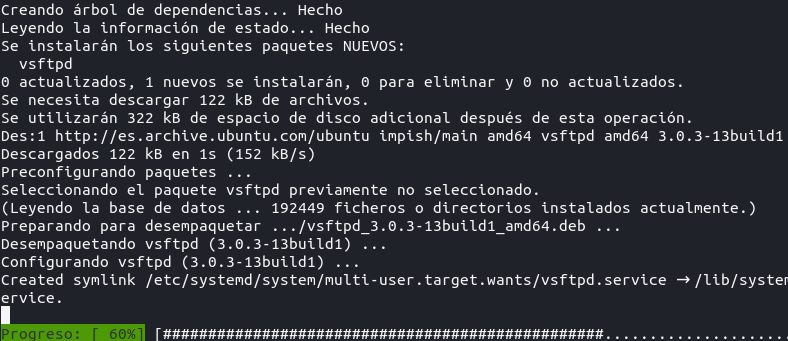 Creando árbol de dependencias... Hecho
Leyendo la información de estado... Hecho
Se instalarán los siguientes paquetes NUEVOS:
  vsftpd
0 actualizados, 1 nuevos se instalarán, 0 para eliminar y 0 no actualizados.
Se necesita descargar 122 kB de archivos.
Se utilizarán 322 kB de espacio de disco adicional después de esta operación.
Des:1 http://es.archive.ubuntu.com/ubuntu impish/main amd64 vsftpd amd64 3.0.3-13build1
Descargados 122 kB en 1s (152 kB/s)
Preconfigurando paquetes ...
Seleccionando el paquete vsftpd previamente no seleccionado.
(Leyendo la base de datos ... 192449 ficheros o directorios instalados actualmente.)
Preparando para desempaquetar .../vsftpd_3.0.3-13build1_amd64.deb ...
Desempaquetando vsftpd (3.0.3-13build1) ...
Configurando vsftpd (3.0.3-13build1) ...
Created symlink /etc/systemd/system/multi-user.target.wants/vsftpd.service → /lib/system
ervice.
Progreso: [ 60%] [#################################################.....................